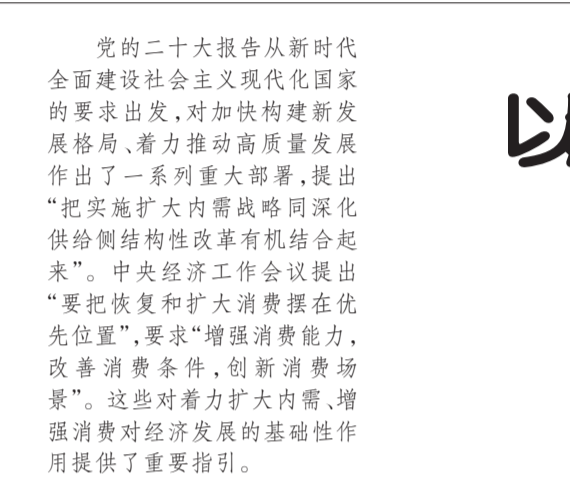 党的二十大报告从新时代
全面建设社会主义现代化国家
的要求出发,对加快构建新发
展格局、着力推动高质量发展
作出了一系列重大部署,提出
“把实施扩大内需战略同深化
供给侧结构性改革有机结合起
来”。中央经济工作会议提出
“要把恢复和扩大消费摆在优
先位置”,要求“增强消费能力,
改善消费条件,创新消费场
景”。这些对着力扩大内需、增
强消费对经济发展的基础性作
用提供了重要指引。
以